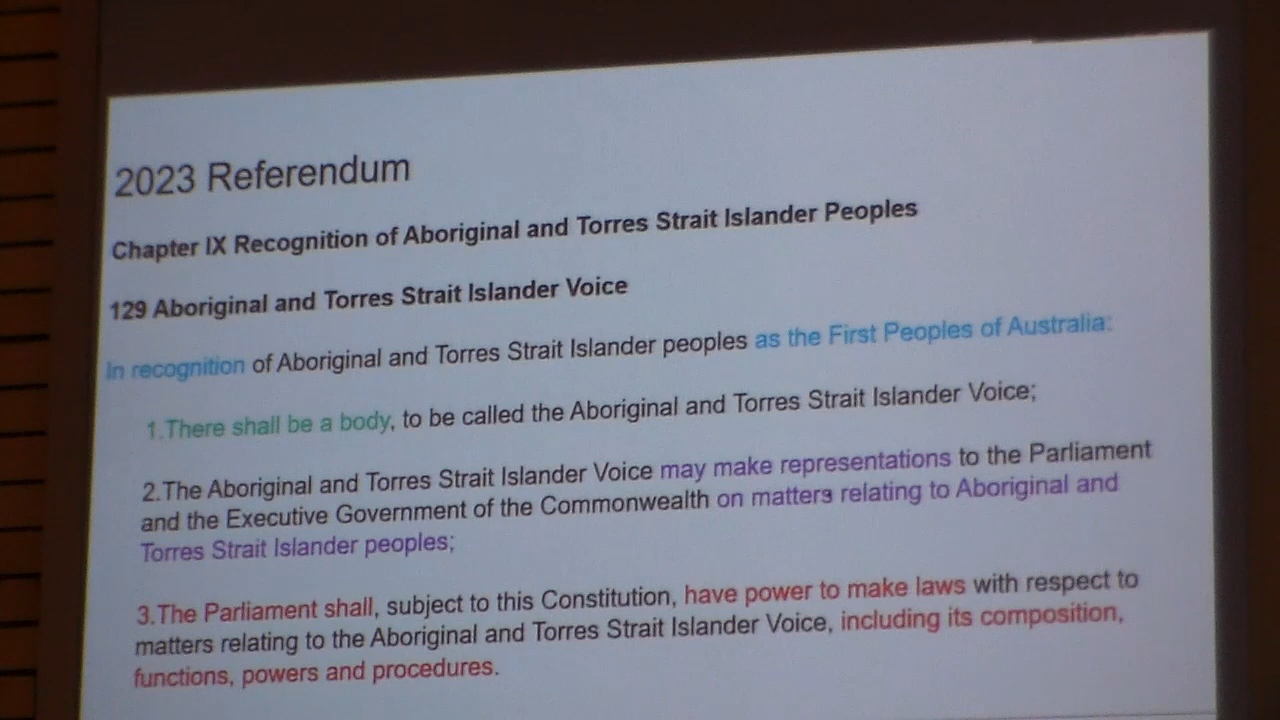 2023 Referendum
Chapter IX Recognition of Aboriginal and Torres Strait Islander Peoples
129 Aboriginal and Torres Strait Islander Voice
In recognition of Aboriginal and Torres Strait Islander peoples as the First Peoples of Australia:
1.There shall be a body, to be called the Aboriginal and Torres Strait Islander Voice;
2.The Aboriginal and Torres Strait Islander Voice may make representations to the Parliament
and the Executive Government of the Commonwealth on matters relating to Aboriginal and
Torres Strait Islander peoples;
3.The Parliament shall, subject to this Constitution, have power to make laws with respect to
matters relating to the Aboriginal and Torres Strait Islander Voice, including its composition,
functions, powers and procedures.